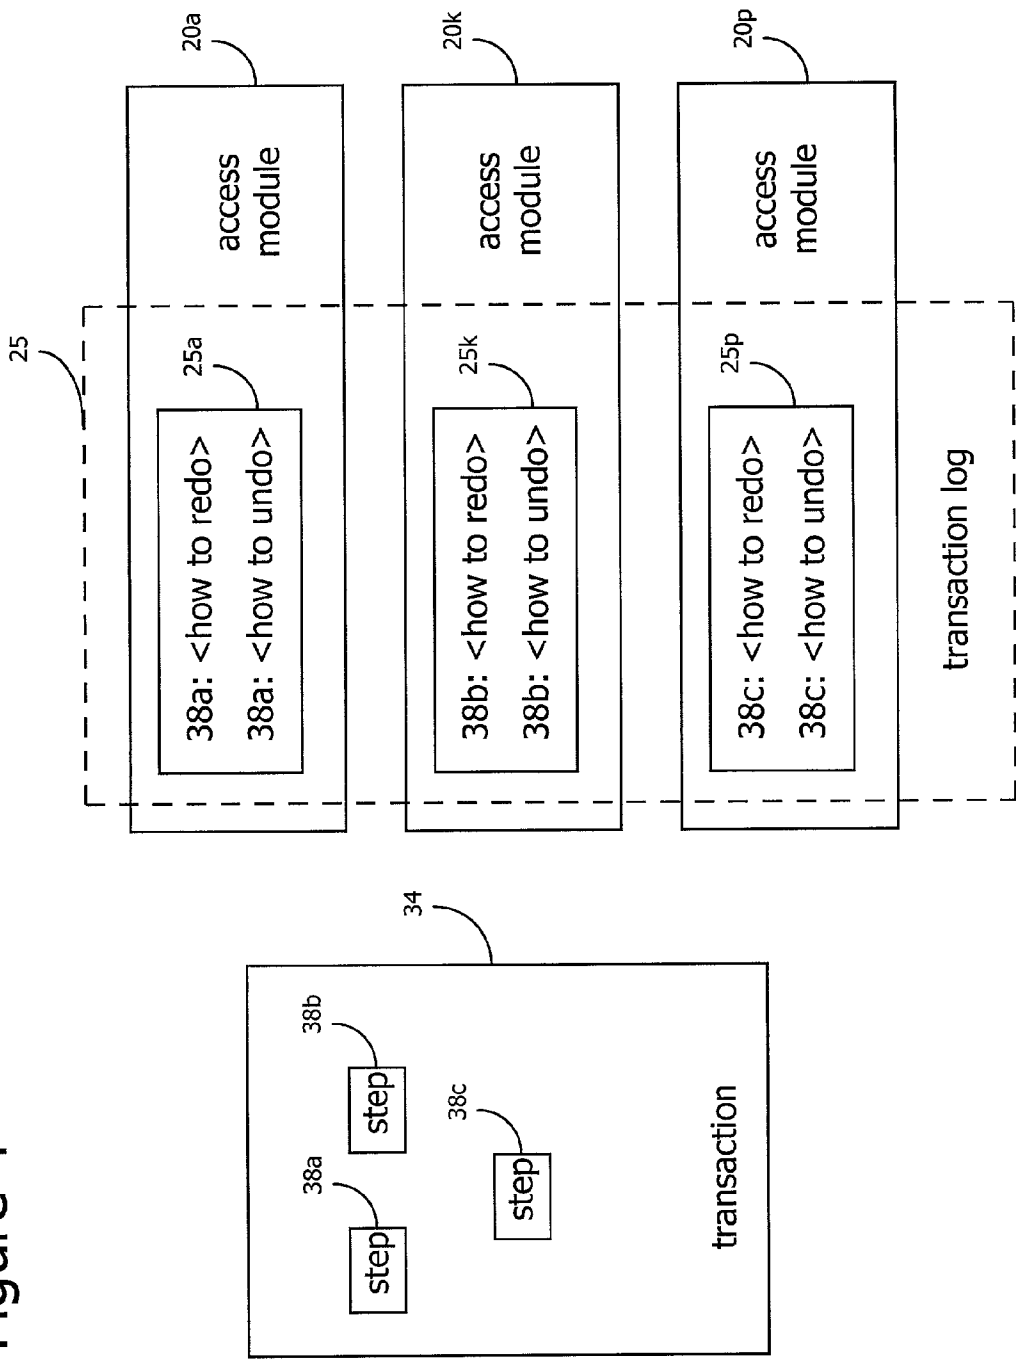 Figure 4
34
38a
38b
38c
step
step
step
transaction
25
20a
25a
38a: <how to redo>
38a: <how to undo>
access
module
20k
25k
38b: <how to redo>
38b: <how to undo>
access
module
20p
25p
38c: <how to redo>
38c: <how to undo>
access
module
transaction log